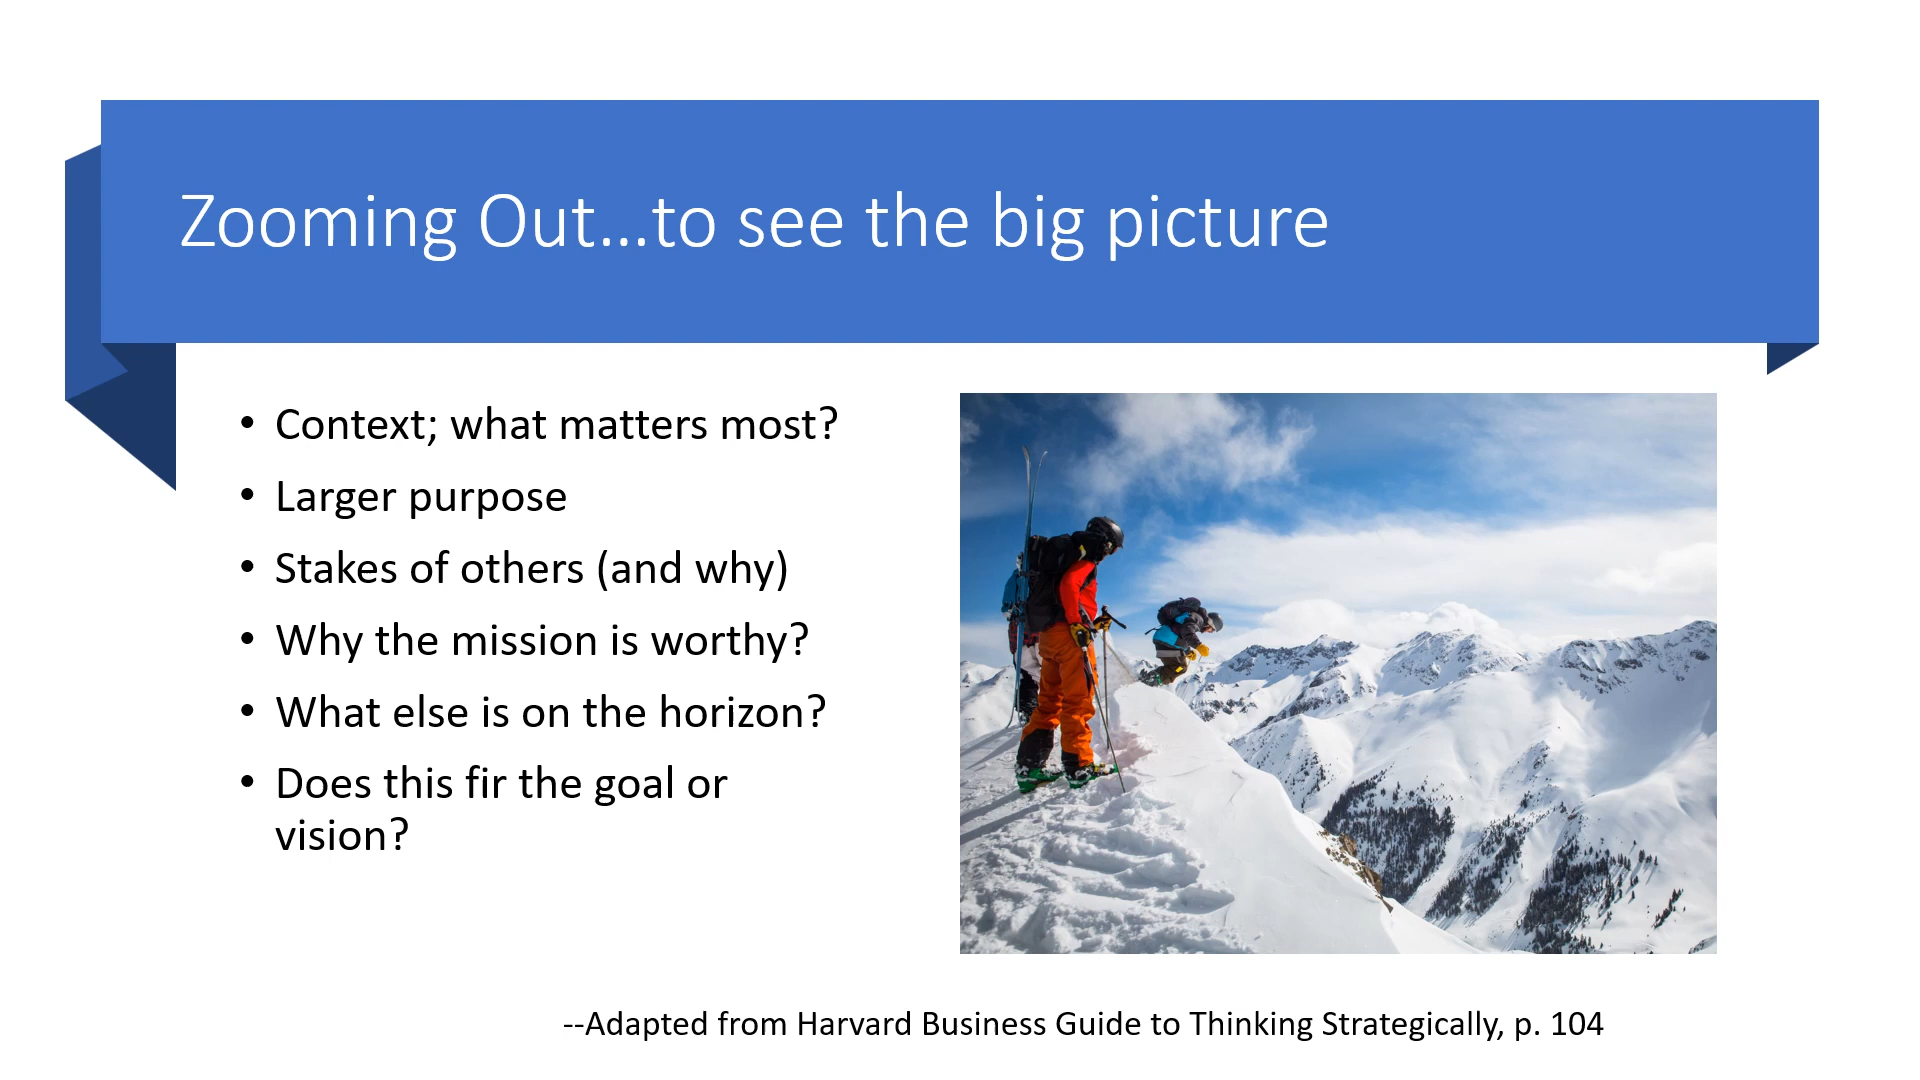 Zooming Out...to see the big picture
• Context; what matters most?
• Larger purpose
• Stakes of others (and why)
• Why the mission is worthy?
• What else is on the horizon?
• Does this fir the goal or
vision?
--Adapted from Harvard Business Guide to Thinking Strategically, p. 104